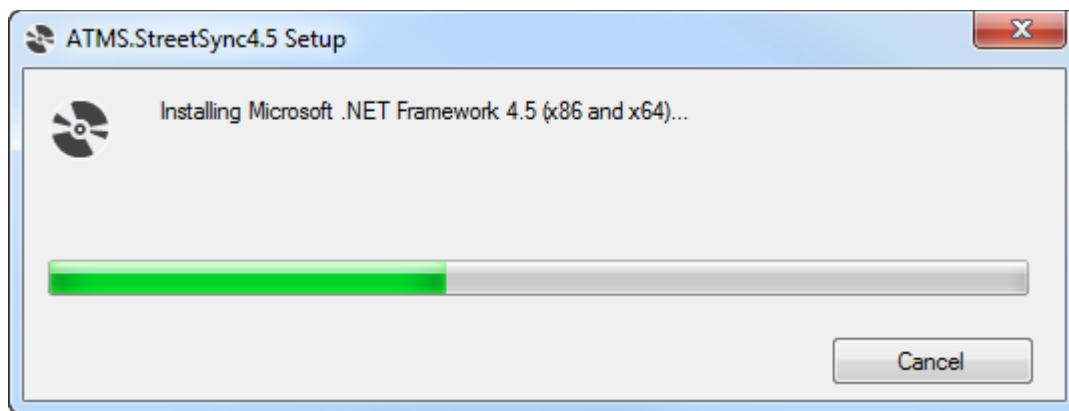 ATMS.StreetSync4.5 Setup
Installing Microsoft .NET Framework 4.5 (x86 and x64)...
Cancel